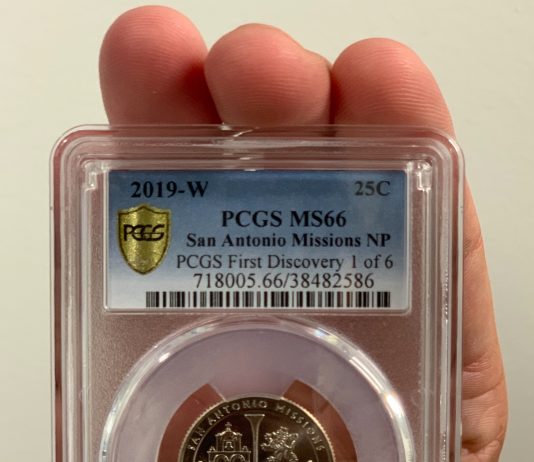 2019-W 25C
PCGS MS66
PCGS
San Antonio Missions NP
PCGS First Discovery 1 of 6
718005.66/38482586
SAN ANTONIO MISSIONS